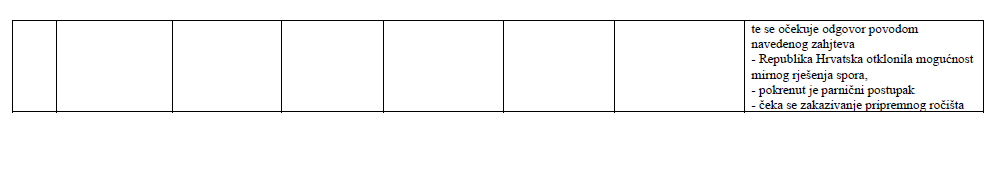 te se očekuje odgovor povodom
navedenog zahjteva
- Republika Hrvatska otklonila mogućnost
mirnog rješenja spora,
- pokrenut je parnični postupak
- čeka se zakazivanje pripremnog ročišta